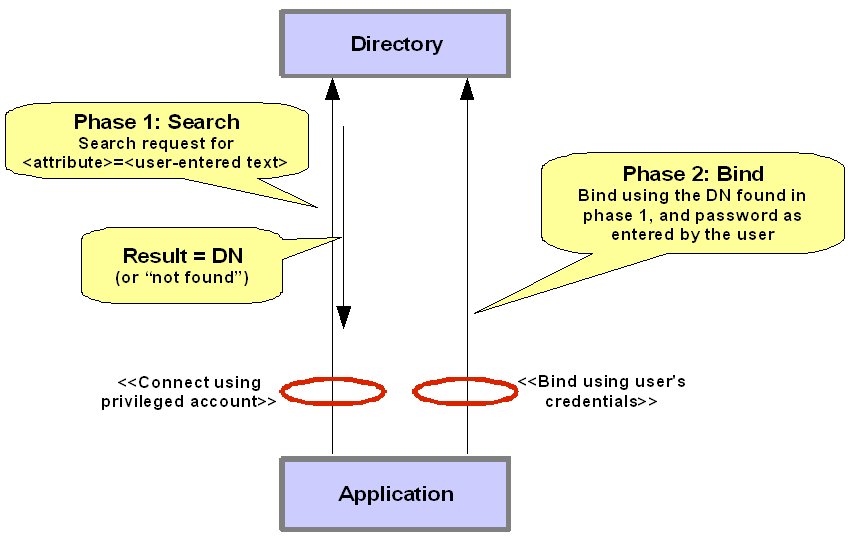 Directory
Phase 1: Search
Search request for
<attribute>=<user-entered text>
Phase 2: Bind
Bind using the DN found in
phase 1, and password as
entered by the user
Result = DN
(or “not found”)
<<Connect using
privileged account>>
<<Bind using user's
credentials>>
Application